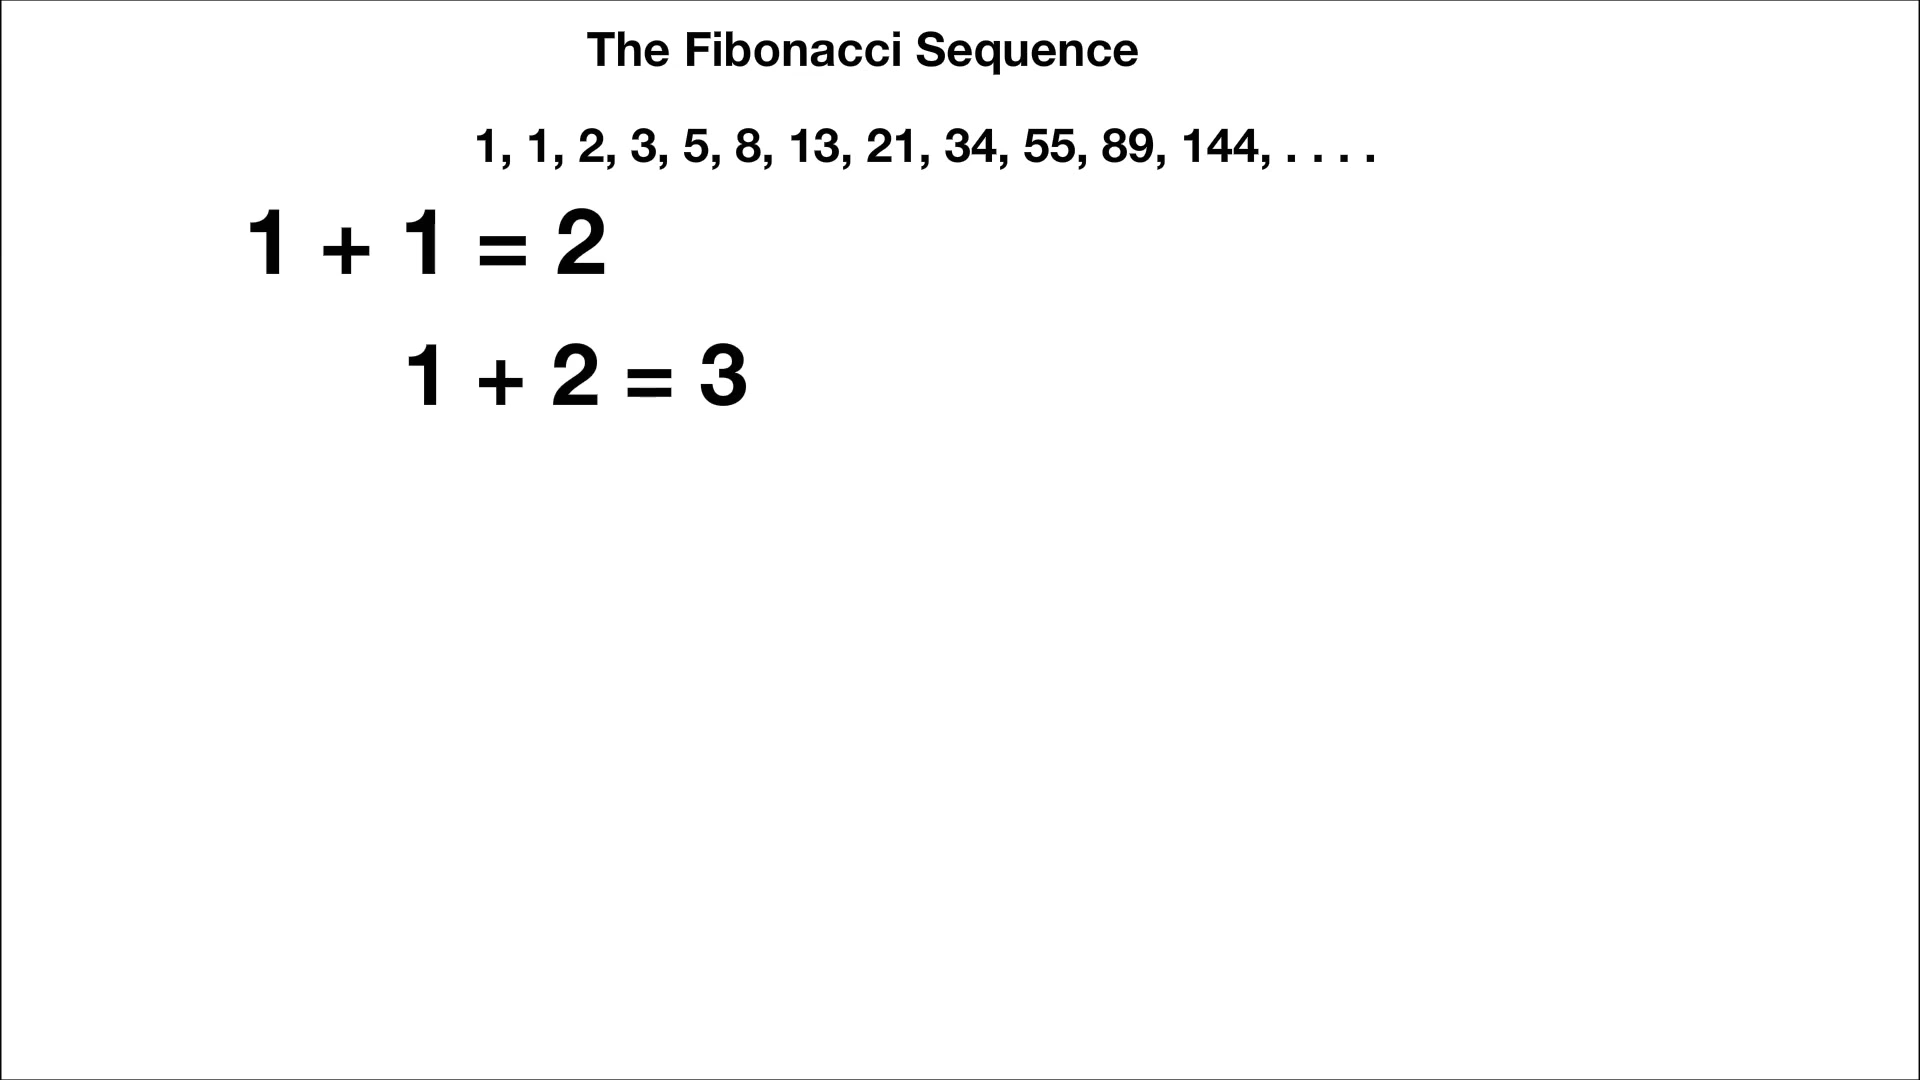 The Fibonacci Sequence
1, 1, 2, 3, 5, 8, 13, 21, 34, 55, 89, 144, . . . .
1 + 1 = 2
1 + 2 = 3